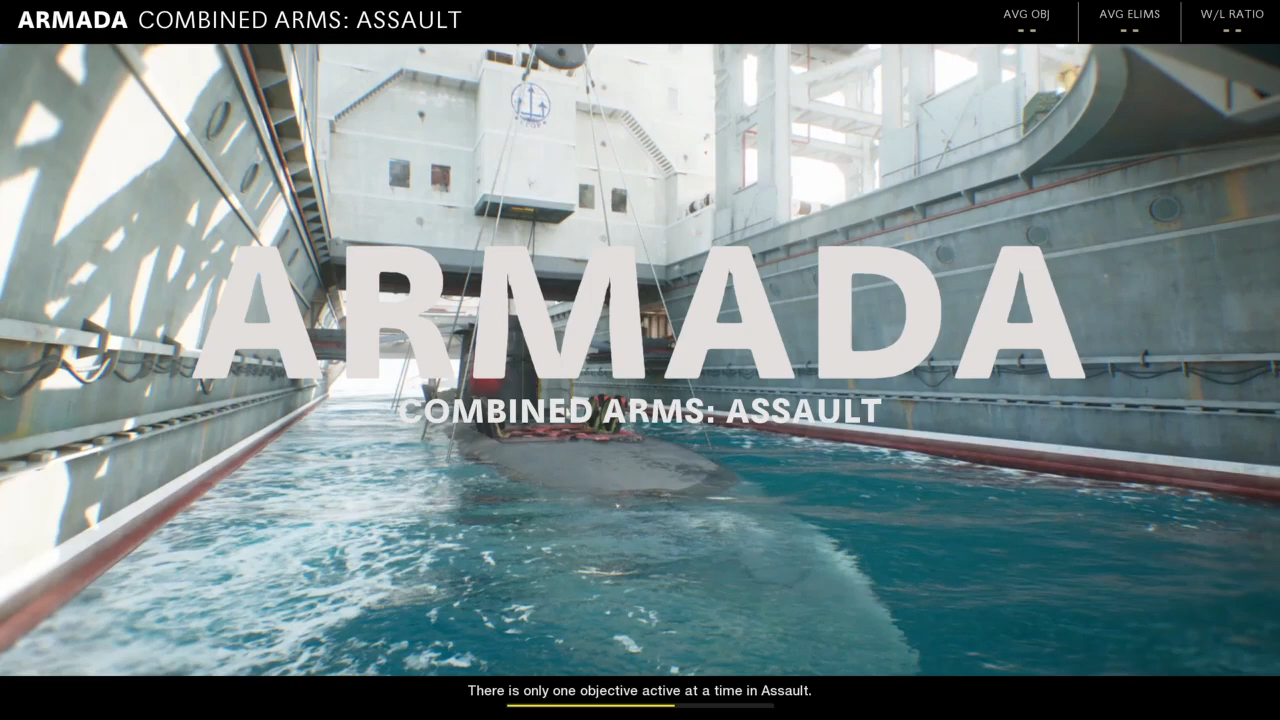 ARMADA COMBINED ARMS: ASSAULT
AVG OBJ
AVG ELIMS
W/L RATIO
-- -- --
ARMADA
COMBINED ARMS: ASSAULT
There is only one objective active at a time in Assault.